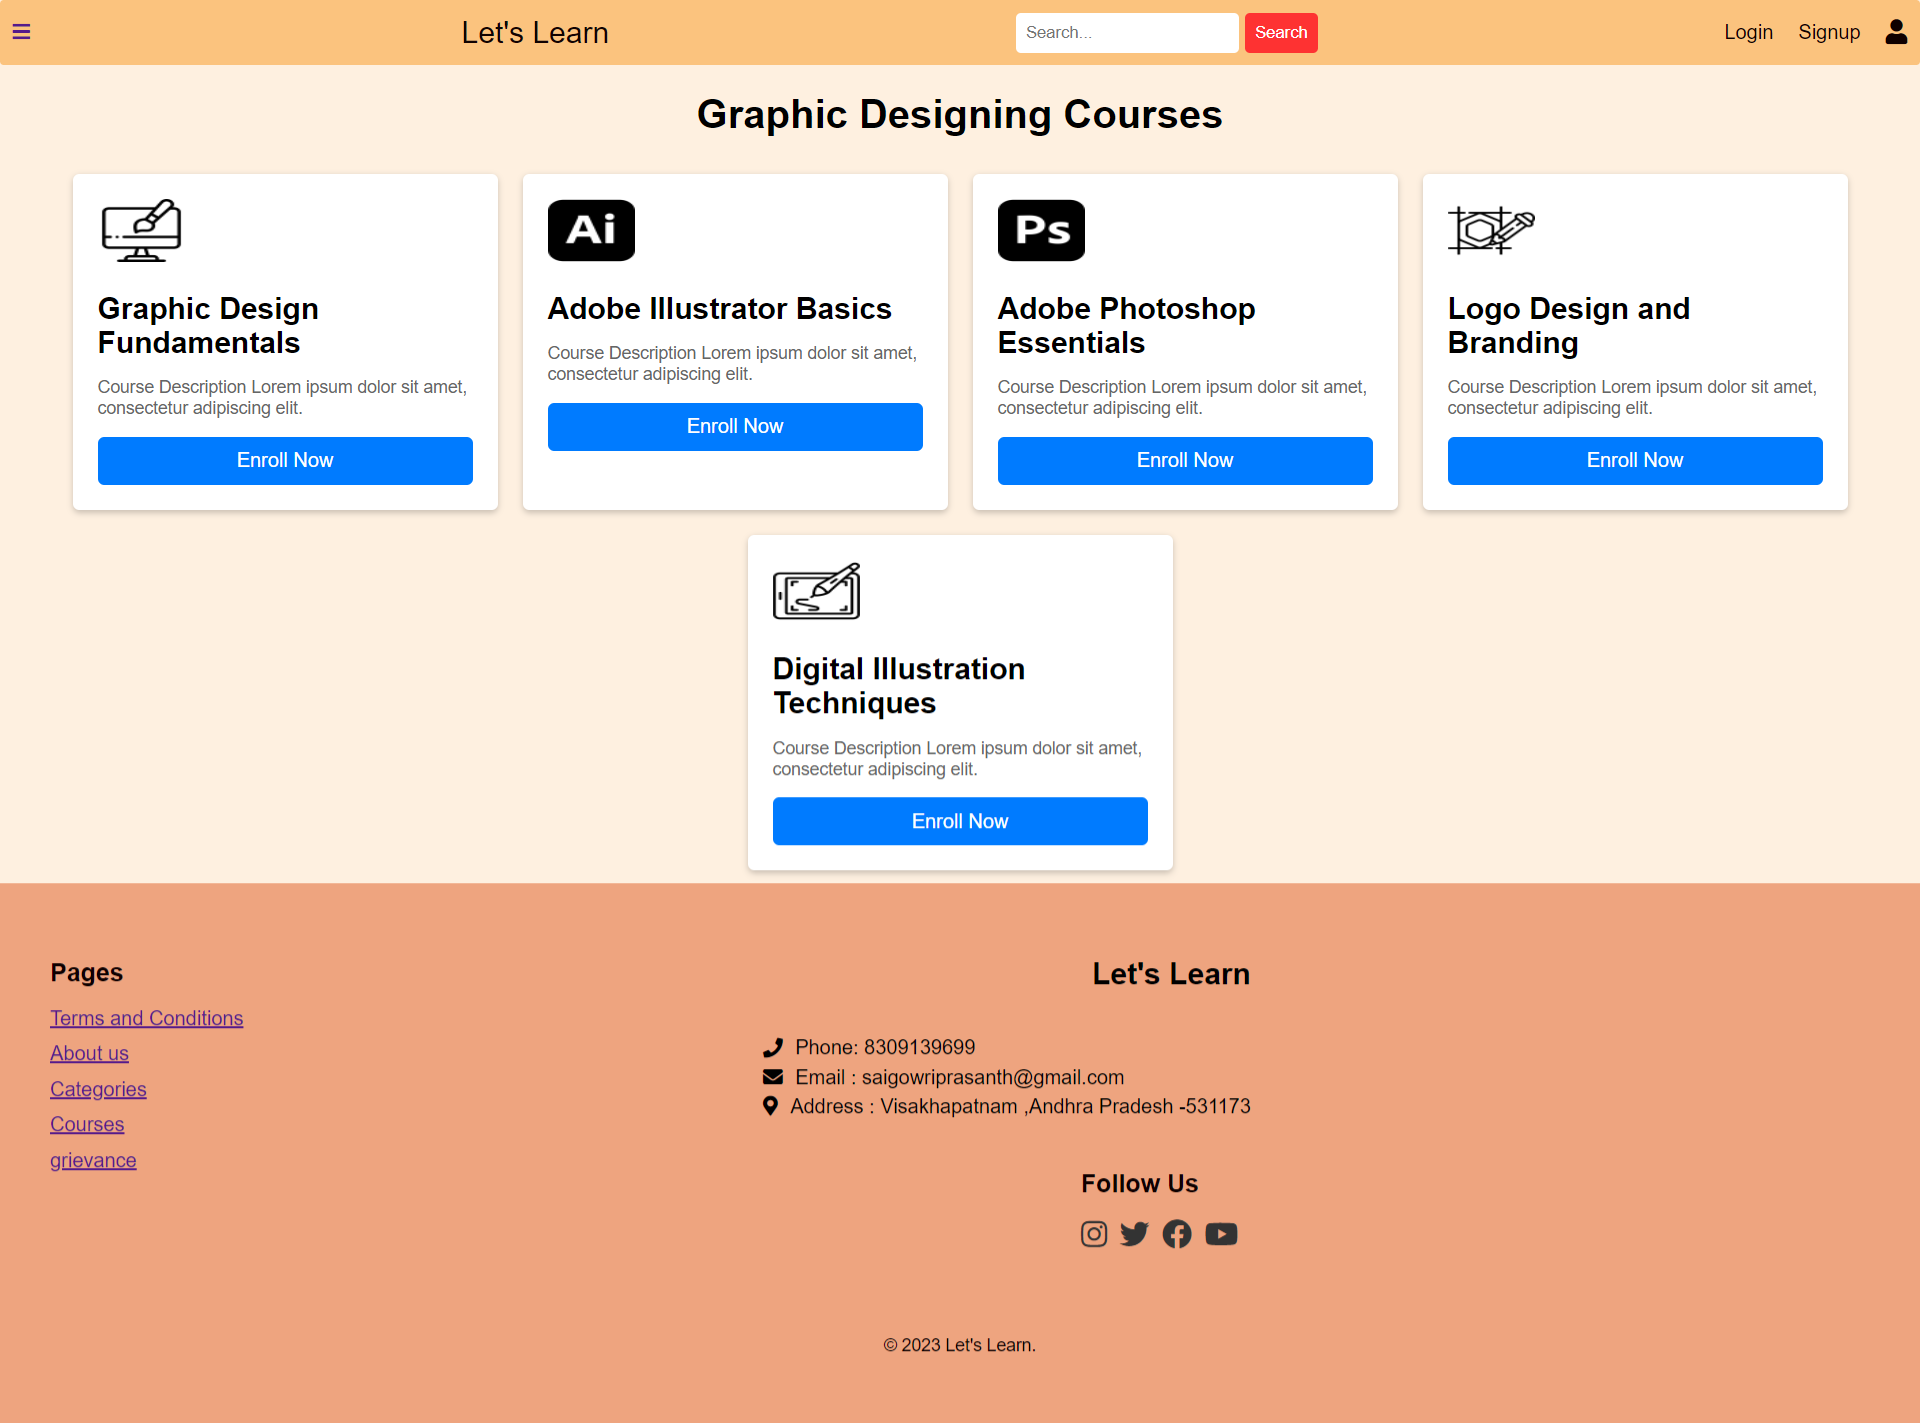 Let's Learn
Search...
Search
Login
Signup
Graphic Designing Courses
Graphic Design
Fundamentals
Course Description Lorem ipsum dolor sit amet,
consectetur adipiscing elit.
Enroll Now
Ai
Adobe Illustrator Basics
Course Description Lorem ipsum dolor sit amet,
consectetur adipiscing elit.
Enroll Now
Ps
Adobe Photoshop
Essentials
Course Description Lorem ipsum dolor sit amet,
consectetur adipiscing elit.
Enroll Now
Logo Design and
Branding
Course Description Lorem ipsum dolor sit amet,
consectetur adipiscing elit.
Enroll Now
Digital Illustration
Techniques
Course Description Lorem ipsum dolor sit amet,
consectetur adipiscing elit.
Enroll Now
Pages
Terms and Conditions
About us
Categories
Courses
grievance
Let's Learn
Phone: 8309139699
Email : saigowriprasanth@gmail.com
Address : Visakhapatnam ,Andhra Pradesh -531173
Follow Us
© 2023 Let's Learn.